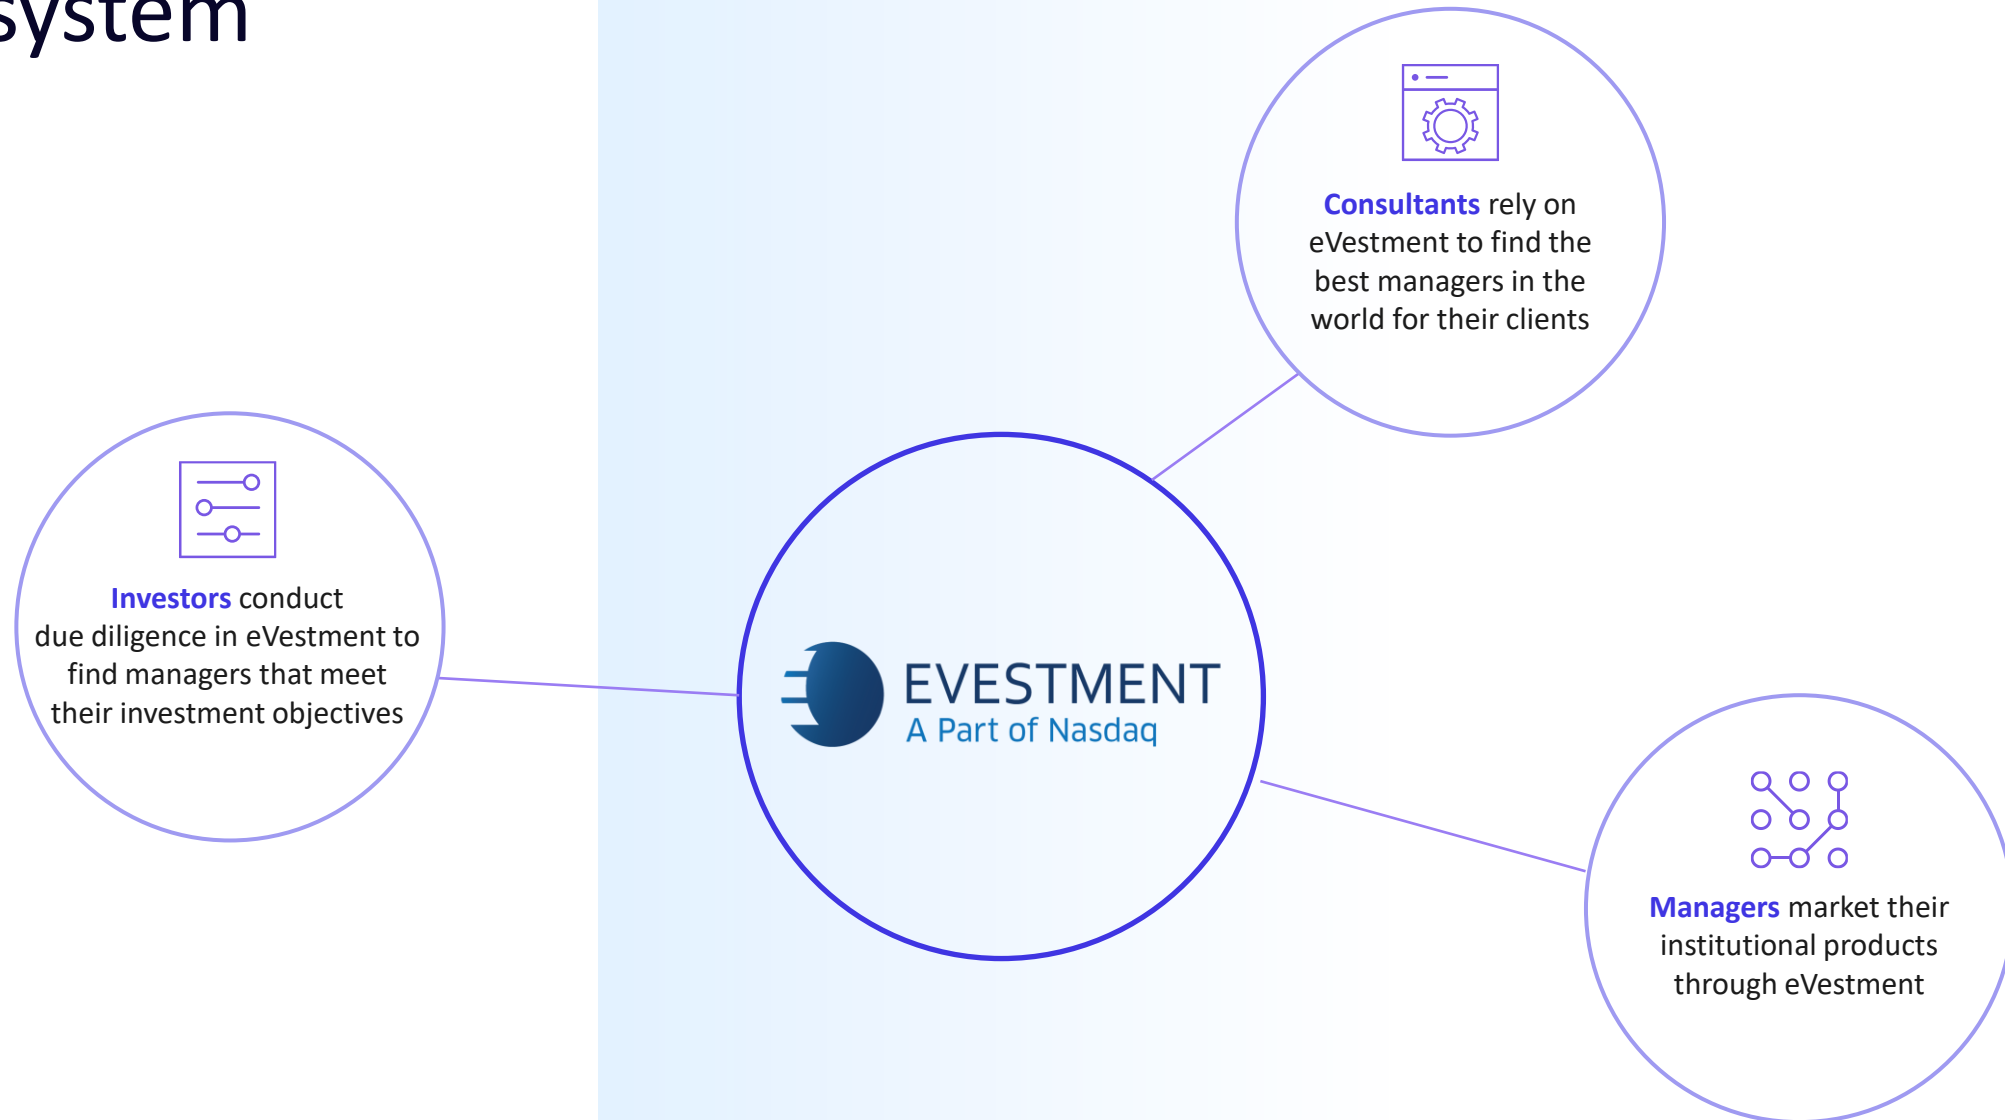 system
Consultants rely on
eVestment to find the
best managers in the
world for their clients
Investors conduct
due diligence in eVestment to
find managers that meet
their investment objectives
EVESTMENT
A Part of Nasdaq
Managers market their
institutional products
through eVestment